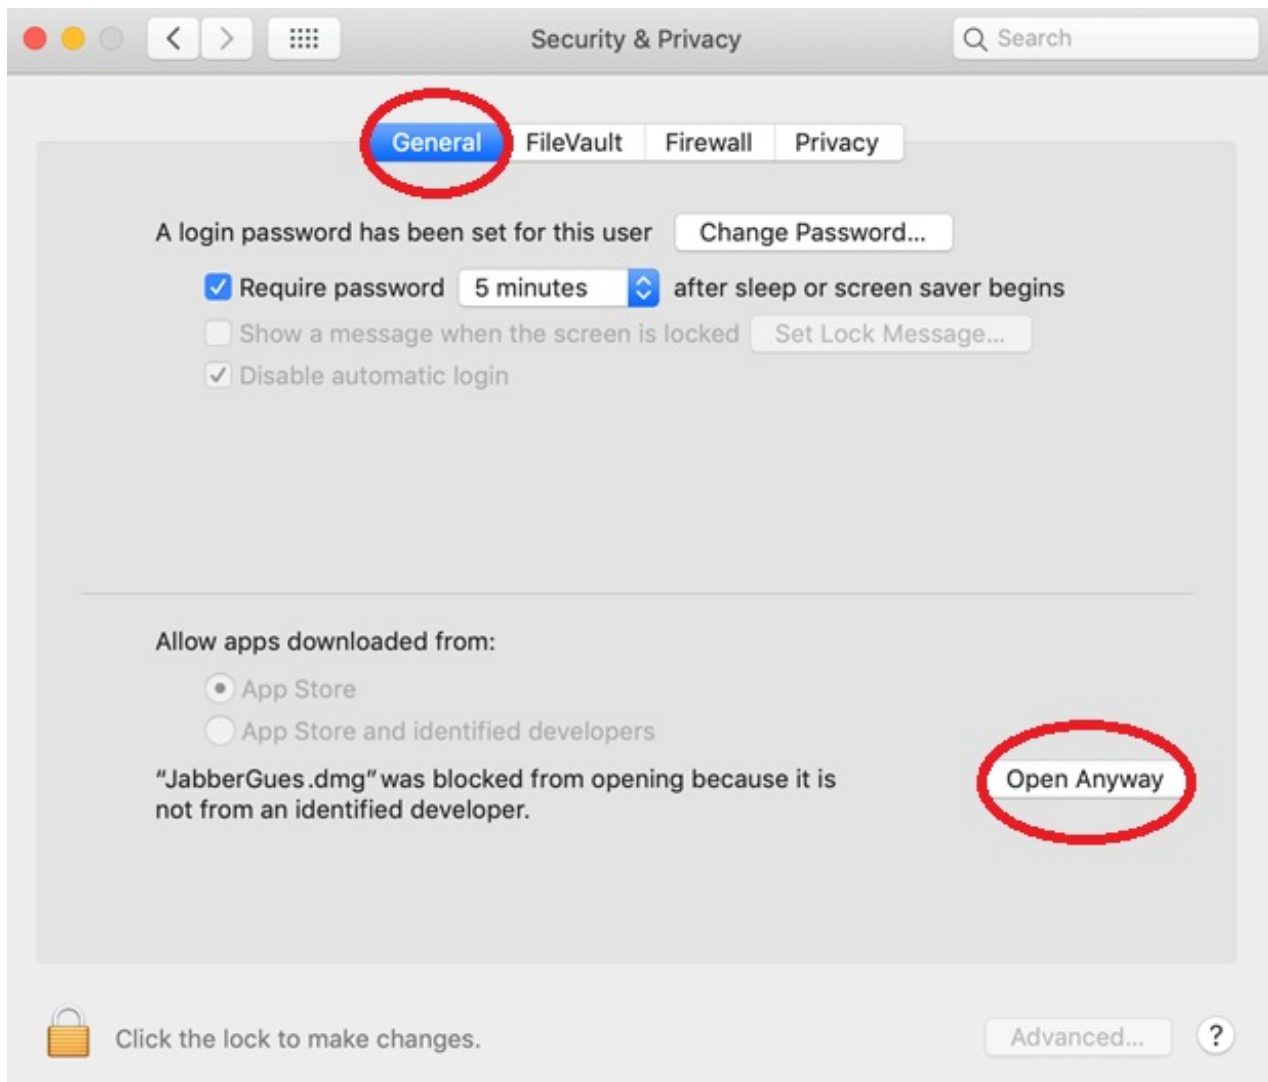 Security & Privacy
Search
General FileVault Firewall Privacy
A login password has been set for this user Change Password...
Require password 5 minutes after sleep or screen saver begins
Show a message when the screen is locked Set Lock Message...
Disable automatic login
Allow apps downloaded from:
App Store
App Store and identified developers
“JabberGues.dmg” was blocked from opening because it is Open Anyway
not from an identified developer.
Click the lock to make changes. Advanced... ?